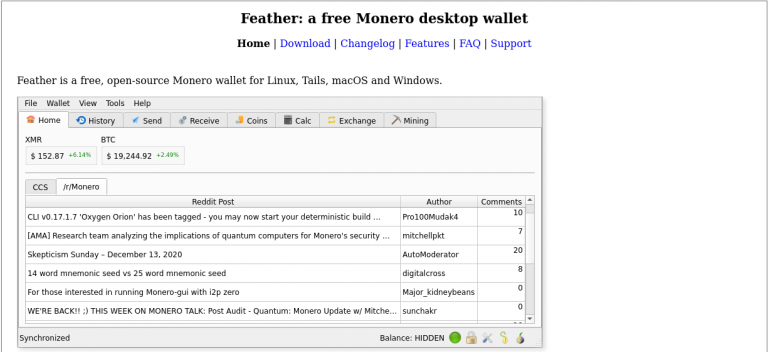 Feather: a free Monero desktop wallet
Home | Download | Changelog | Features | FAQ | Support
Feather is a free, open-source Monero wallet for Linux, Tails, macOS and Windows.
File Wallet View Tools Help
Home History Send Receive Coins Calc Exchange Mining
XMR BTC
$ 152.87 +6.14% $ 19,244.92 +2.49%
CCS /r/Monero
Reddit Post Author Comments
CLI v0.17.1.7 'Oxygen Orion' has been tagged - you may now start your deterministic build ... Pro100Mudak4 10
[AMA] Research team analyzing the implications of quantum computers for Monero's security ... mitchellpkt 7
Skepticism Sunday – December 13, 2020 AutoModerator 20
14 word mnemonic seed vs 25 word mnemonic seed digitalcross 8
For those interested in running Monero-gui with i2p zero Major_kidneybeans 0
WE'RE BACK!! ;) THIS WEEK ON MONERO TALK: Post Audit - Quantum: Monero Update w/ Mitche... sunchakr 0
Synchronized Balance: HIDDEN